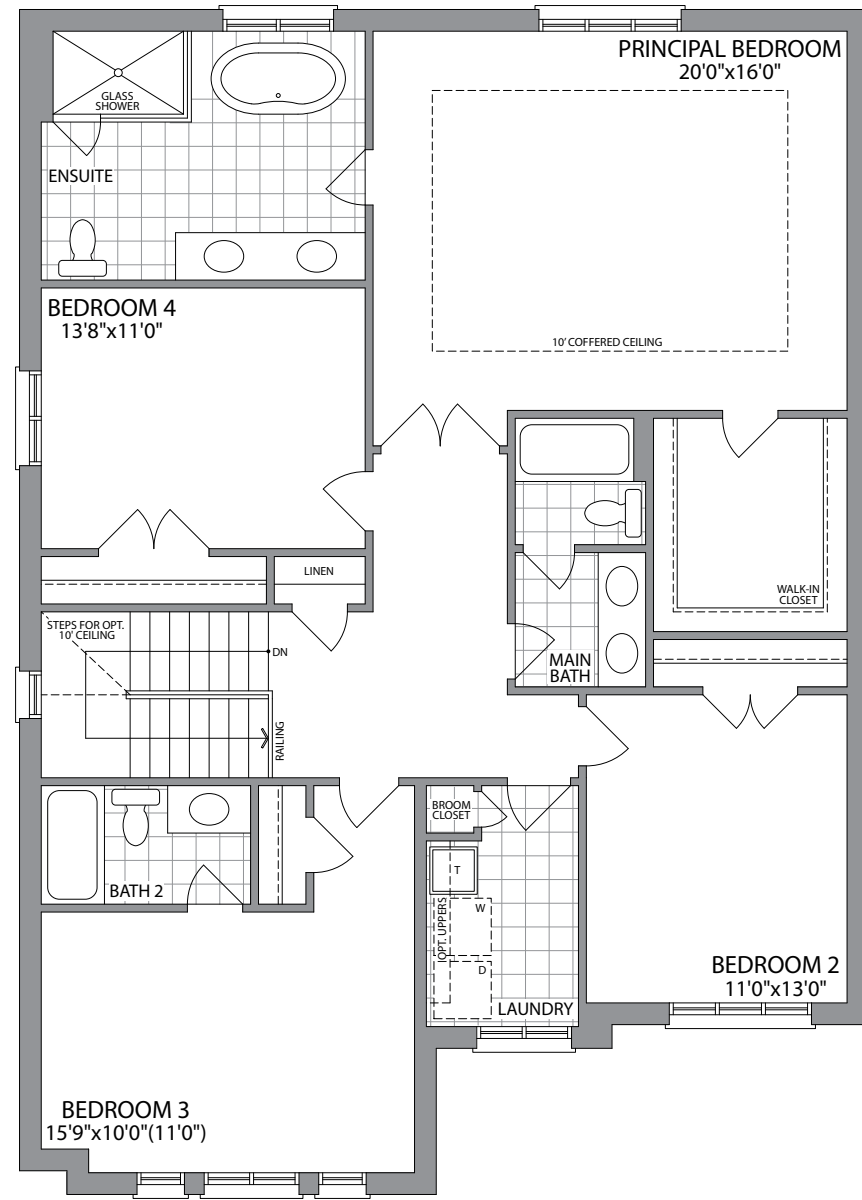 PRINCIPAL BEDROOM
20'0"x16'0"
GLASS
SHOWER
ENSUITE
BEDROOM 4
13'8"x11'0"
10' COFFERED CEILING
LINEN
WALK-IN
CLOSET
STEPS FOR OPT.
10' CEILING
DN
RAILING
MAIN
BATH
BROOM
CLOSET
T
BATH 2
OPT. UPPERS
W
D
BEDROOM 2
11'0"x13'0"
LAUNDRY
BEDROOM 3
15'9"x10'0"(11'0")